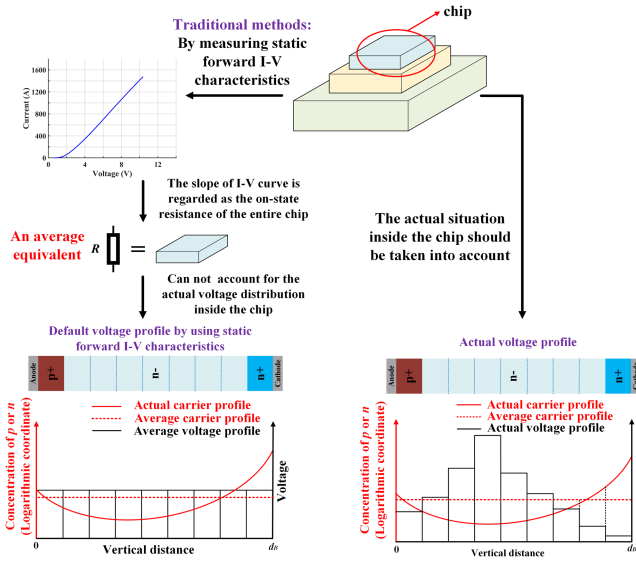 Traditional methods:
By measuring static
forward I-V
characteristics
chip
Current (A)
1600
1200
800
400
0
0
4
8
12
Voltage (V)
The slope of I-V curve is
regarded as the on-state
resistance of the entire chip
An average
equivalent
R
Can not account for the
actual voltage distribution
inside the chip
The actual situation
inside the chip should
be taken into account
Default voltage profile by using static
forward I-V characteristics
Anode
p+
n-
n+
Cathode
Actual carrier profile
Average carrier profile
Average voltage profile
Concentration of p or n
(Logarithmic coordinate)
Voltage
0
Vertical distance
dB
Actual voltage profile
Anode
p+
n-
n+
Cathode
Actual carrier profile
Average carrier profile
Actual voltage profile
Concentration of p or n
(Logarithmic coordinate)
0
Vertical distance
dB